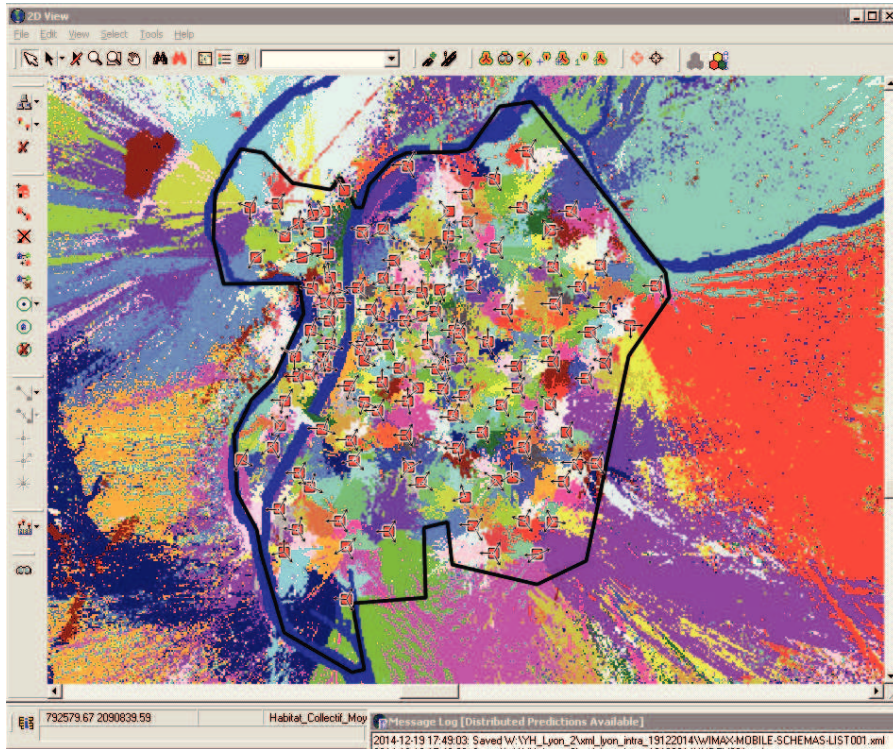 2D View
File Edit View Select Tools Help
792579.67 2090839.59 Habitat_Collectif_Moy
Message Log [Distributed Predictions Available]
2014-12-19 17:49:03: Saved W:\YH_Lyon_2\xml_lyon_intra_19122014\WIMAX-MOBILE-SCHEMAS-LIST001.xml